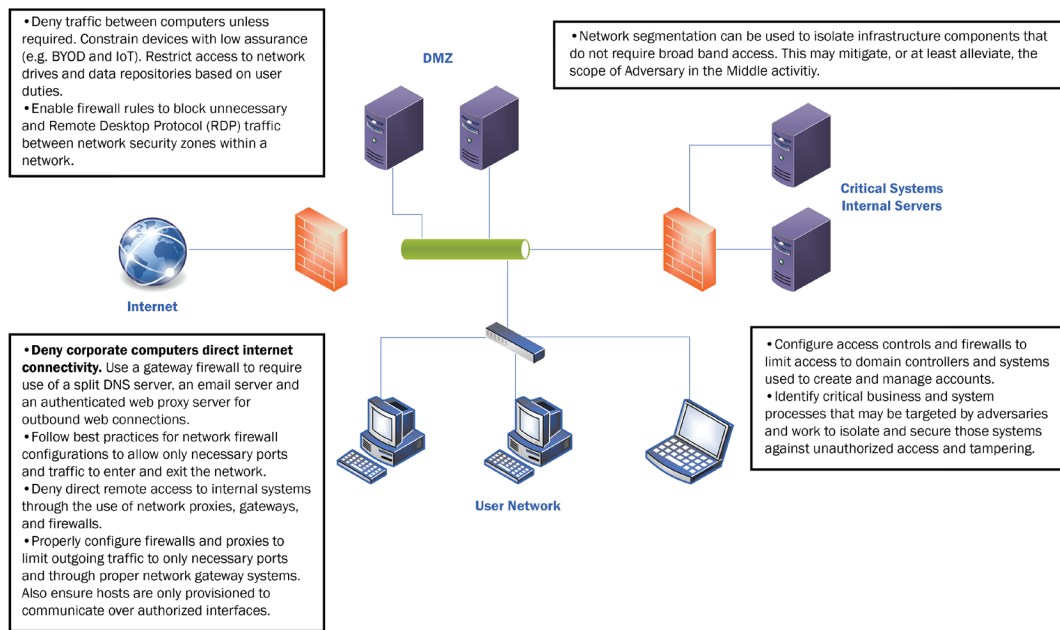 •Deny traffic between computers unless
required. Constrain devices with low assurance
(e.g. BYOD and IoT). Restrict access to network
drives and data repositories based on user
duties.
•Enable firewall rules to block unnecessary
and Remote Desktop Protocol (RDP) traffic
between network security zones within a
network.
DMZ
•Network segmentation can be used to isolate infrastructure components that
do not require broad band access. This may mitigate, or at least alleviate, the
scope of Adversary in the Middle activitiy.
Critical Systems
Internal Servers
Internet
•Deny corporate computers direct internet
connectivity. Use a gateway firewall to require
use of a split DNS server, an email server and
an authenticated web proxy server for
outbound web connections.
•Follow best practices for network firewall
configurations to allow only necessary ports
and traffic to enter and exit the network.
•Deny direct remote access to internal systems
through the use of network proxies, gateways,
and firewalls.
•Properly configure firewalls and proxies to
limit outgoing traffic to only necessary ports
and through proper network gateway systems.
Also ensure hosts are only provisioned to
communicate over authorized interfaces.
User Network
•Configure access controls and firewalls to
limit access to domain controllers and systems
used to create and manage accounts.
•Identify critical business and system
processes that may be targeted by adversaries
and work to isolate and secure those systems
against unauthorized access and tampering.